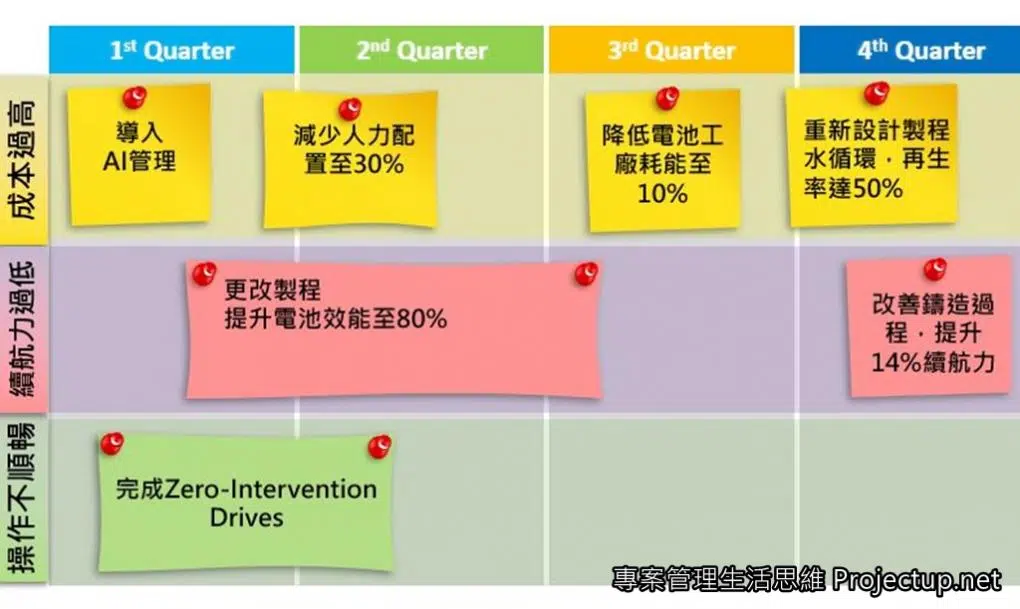 1st Quarter
2nd Quarter
3rd Quarter
4th Quarter
成本過高
導入
AI管理
減少人力配
置至30%
降低電池工
廠耗能至
10%
重新設計製程
水循環，再生
率達50%
續航力過低
更改製程
提升電池效能至80%
改善鑄造過
程，提升
14%續航力
操作不順暢
完成Zero-Intervention
Drives
專案管理生活思維 Projectup.net